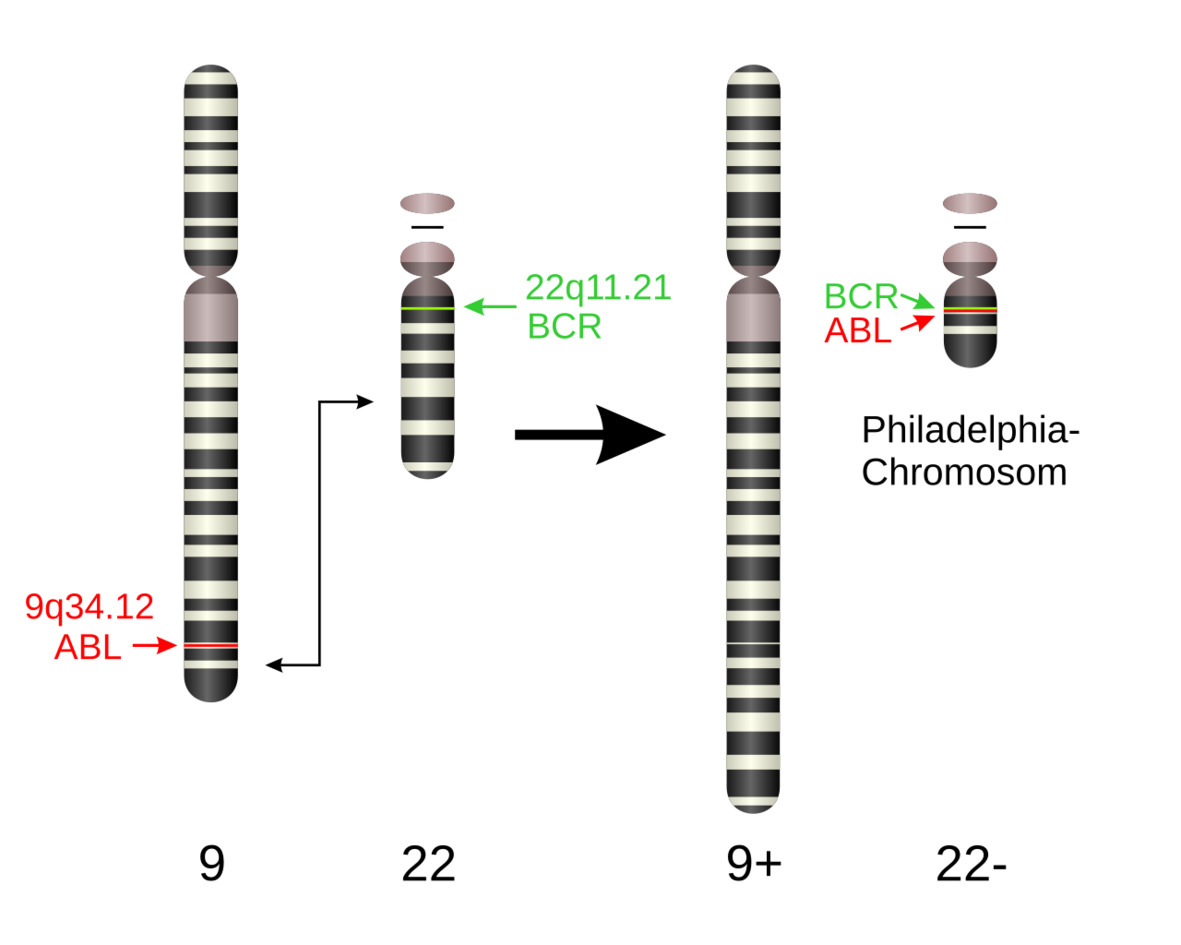 22q11.21
BCR
BCR
ABL
Philadelphia-
Chromosom
9q34.12
ABL
9
22
9+
22-